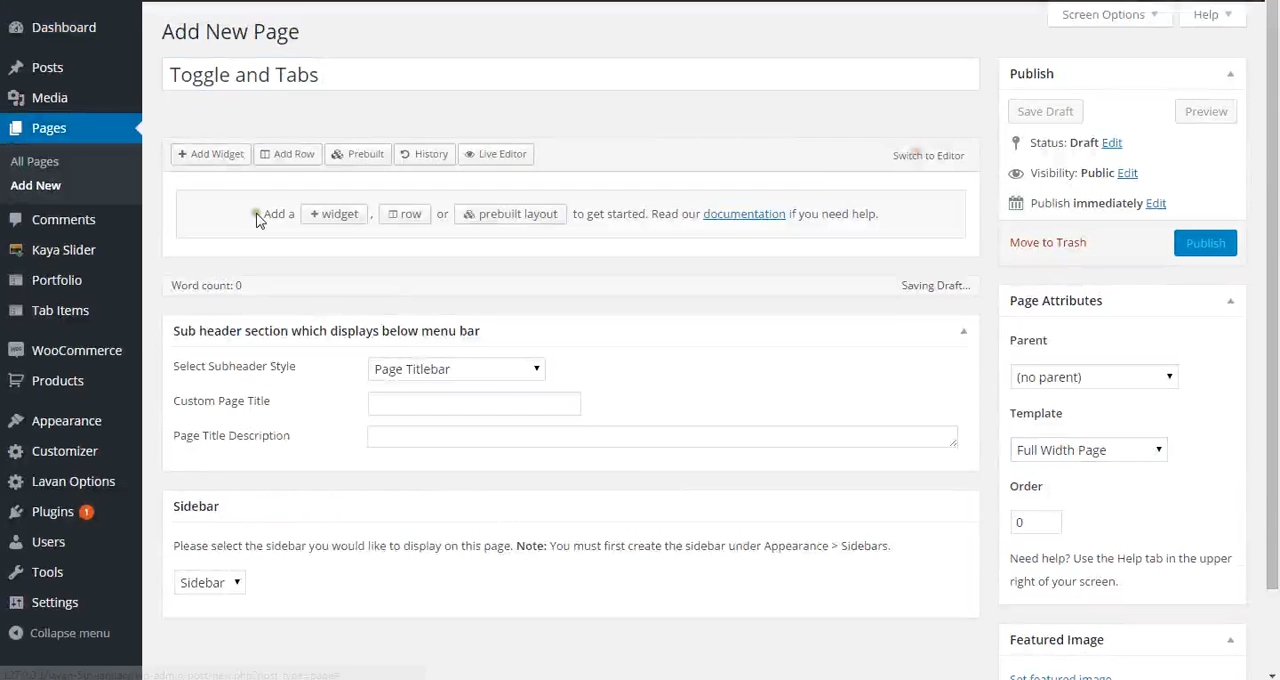 Dashboard
Posts
Media
Pages
All Pages
Add New
Comments
Kaya Slider
Portfolio
Tab Items
WooCommerce
Products
Appearance
Customizer
Lavan Options
Plugins 1
Users
Tools
Settings
Collapse menu
Screen Options
Help
Add New Page
Toggle and Tabs
Add Widget Add Row Prebuilt History Live Editor Switch to Editor
Add a + widget , row or prebuilt layout to get started. Read our documentation if you need help.
Word count: 0 Saving Draft...
Sub header section which displays below menu bar
Select Subheader Style Page Titlebar
Custom Page Title
Page Title Description
Sidebar
Please select the sidebar you would like to display on this page. Note: You must first create the sidebar under Appearance > Sidebars.
Sidebar
Publish
Save Draft Preview
Status: Draft Edit
Visibility: Public Edit
Publish immediately Edit
Move to Trash Publish
Page Attributes
Parent
(no parent)
Template
Full Width Page
Order
0
Need help? Use the Help tab in the upper
right of your screen.
Featured Image
Set featured image